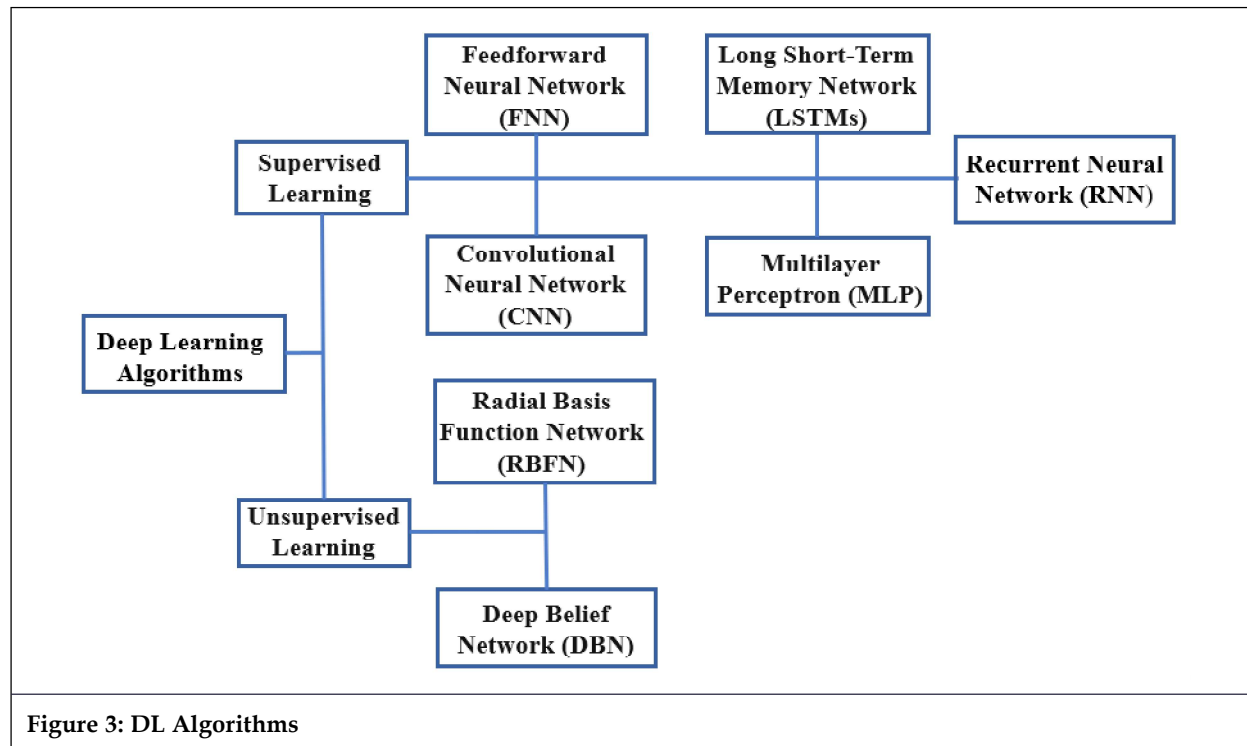 Feedforward
Neural Network
(FNN)
Long Short-Term
Memory Network
(LSTMs)
Supervised
Learning
Recurrent Neural
Network (RNN)
Convolutional
Neural Network
(CNN)
Multilayer
Perceptron (MLP)
Deep Learning
Algorithms
Radial Basis
Function Network
(RBFN)
Unsupervised
Learning
Deep Belief
Network (DBN)
Figure 3: DL Algorithms